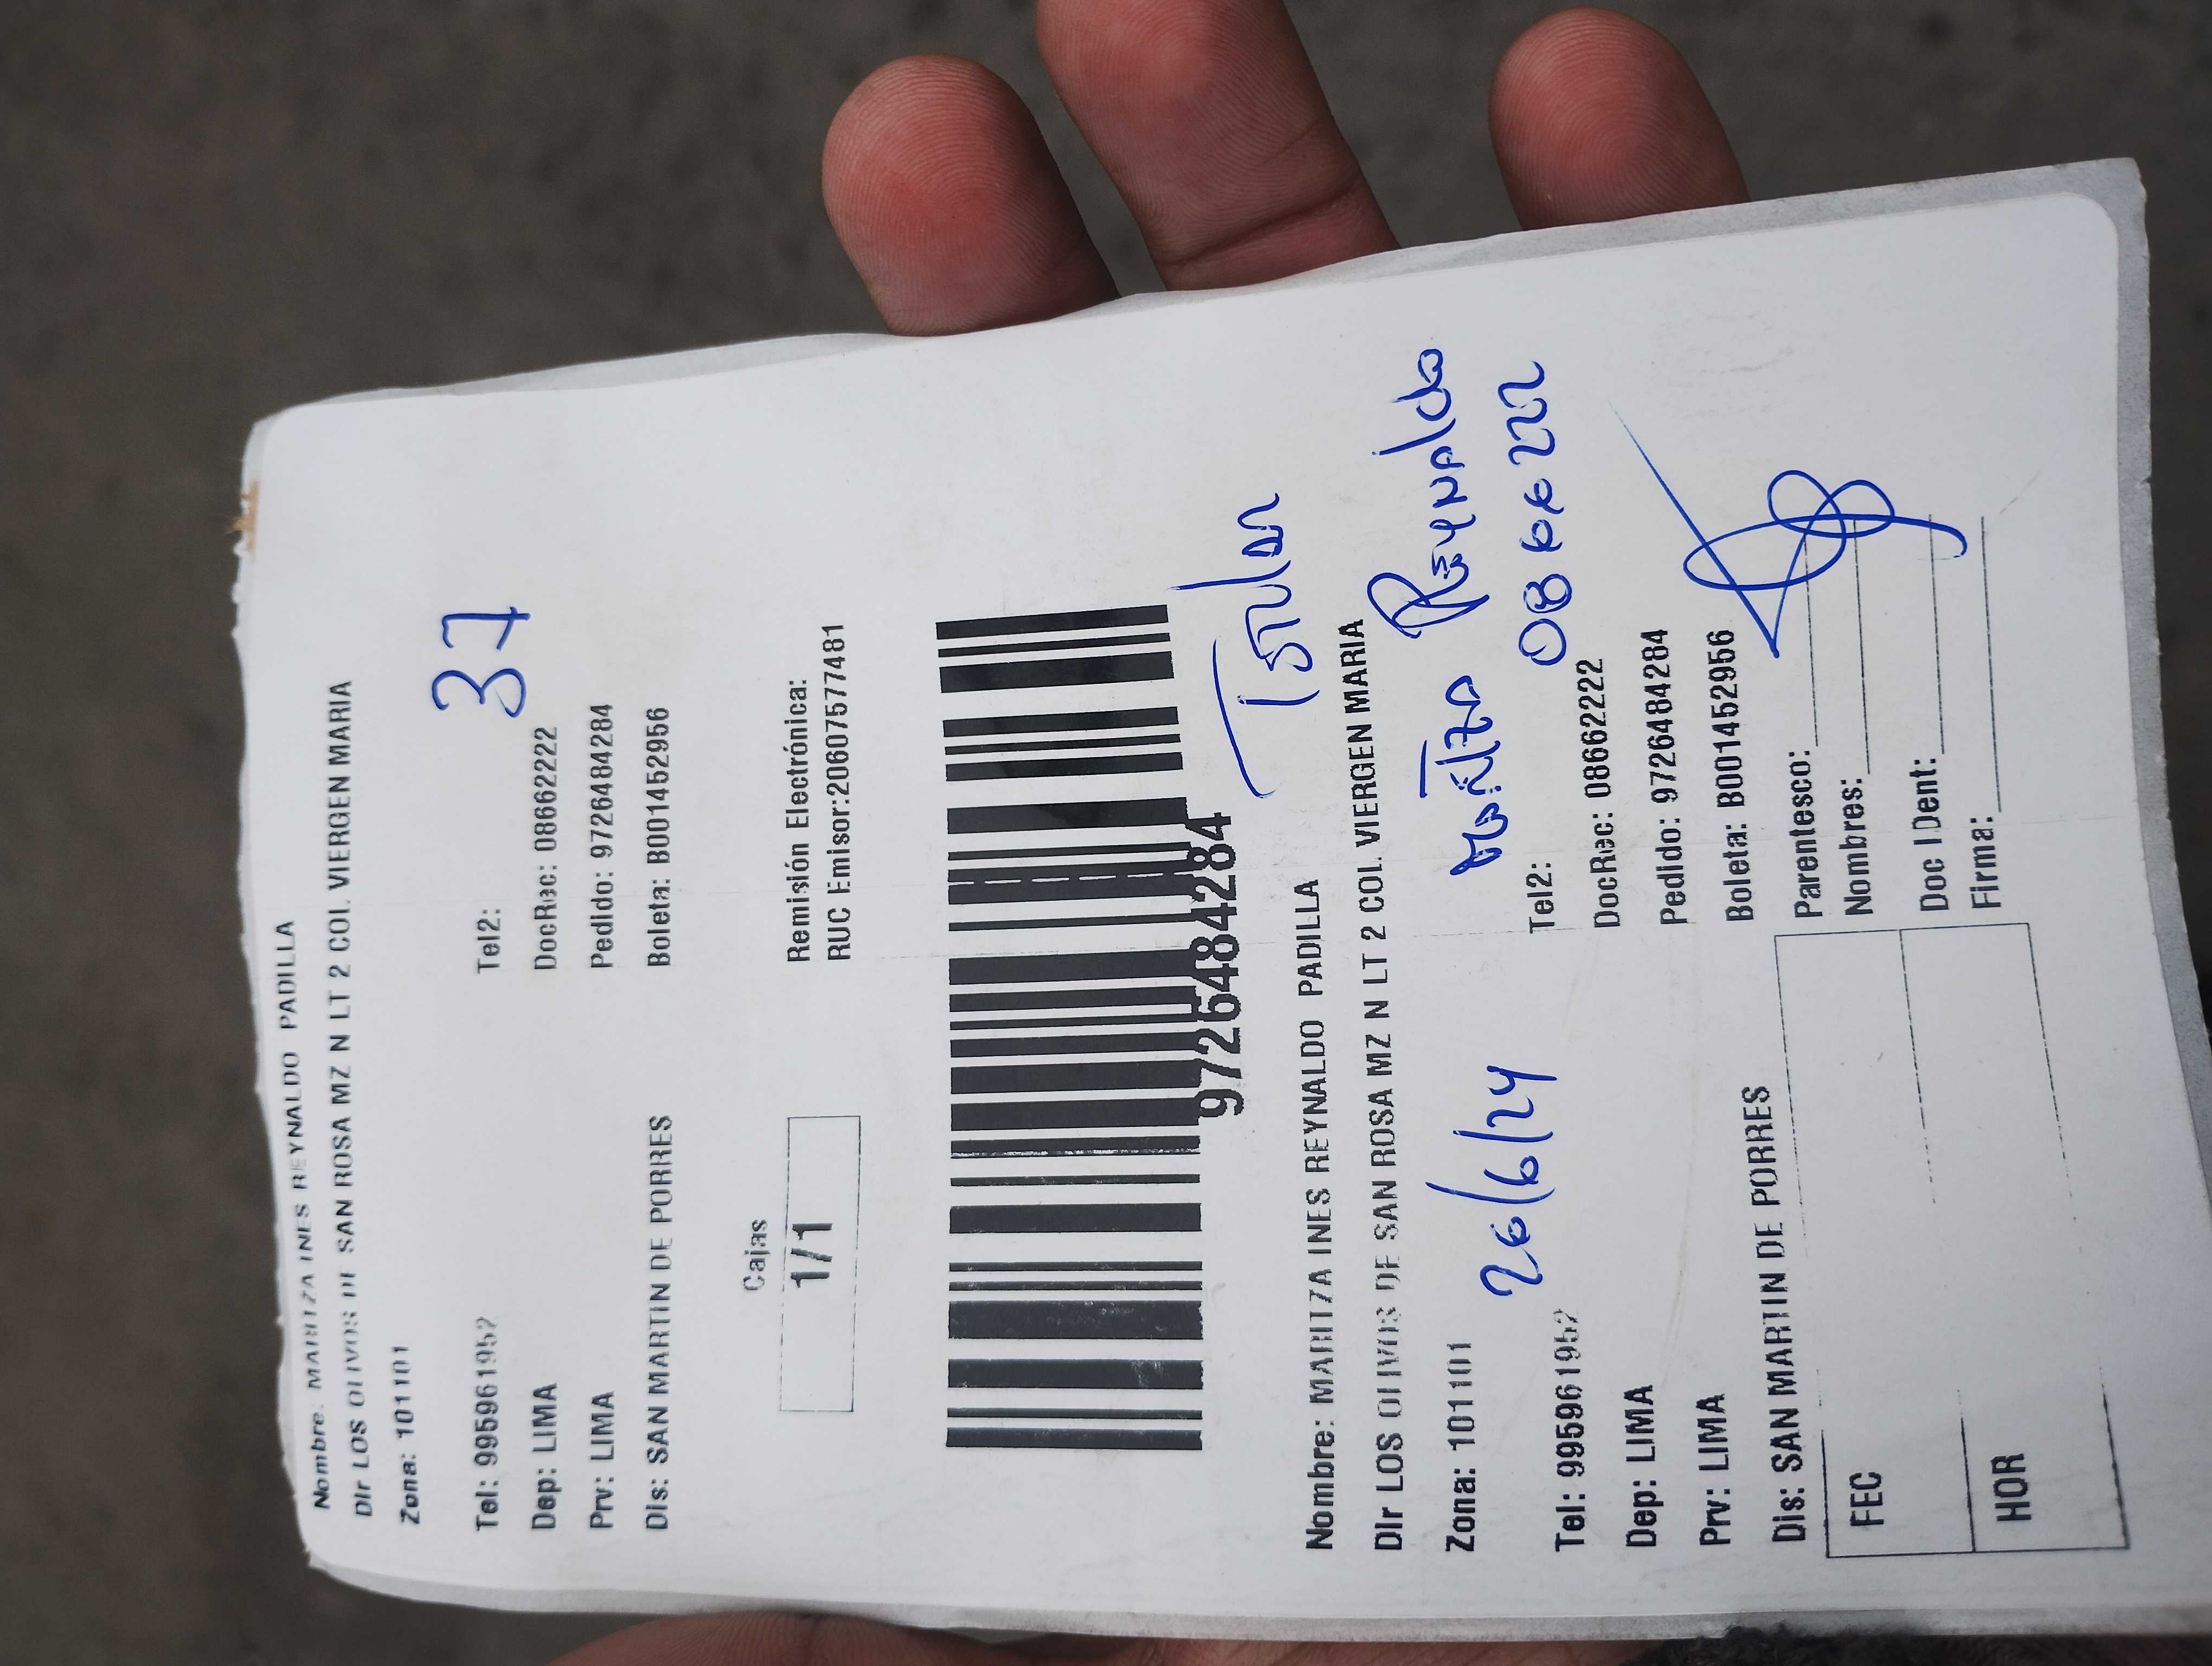 Nombre: MARITZA INES REYNALDO PADILLA
Dir LOS OLIVOS DE SAN ROSA MZ N LT 2 COL. VIERGEN MARIA
Zona: 101101
37
Tel: 995961952 Tel2:
Dep: LIMA DocRec: 08662222
Prv: LIMA Pedido: 9726484284
Dis: SAN MARTIN DE PORRES Boleta: B001452956
Cajas
1/1
Remisión Electrónica:
RUC Emisor:20607577481
9726484284
Nombre: MARITZA INES REYNALDO PADILLA
Dir LOS OLIVOS DE SAN ROSA MZ N LT 2 COL. VIERGEN MARIA
Zona: 101101
Maritza Reynaldo
26/6/24
0866222
Tel: 995961952 Tel2:
Dep: LIMA DocRec: 08662222
Prv: LIMA Pedido: 9726484284
Dis: SAN MARTIN DE PORRES Boleta: B001452956
FEC
HOR
Parentesco:
Nombres:
Doc IDent:
Firma: